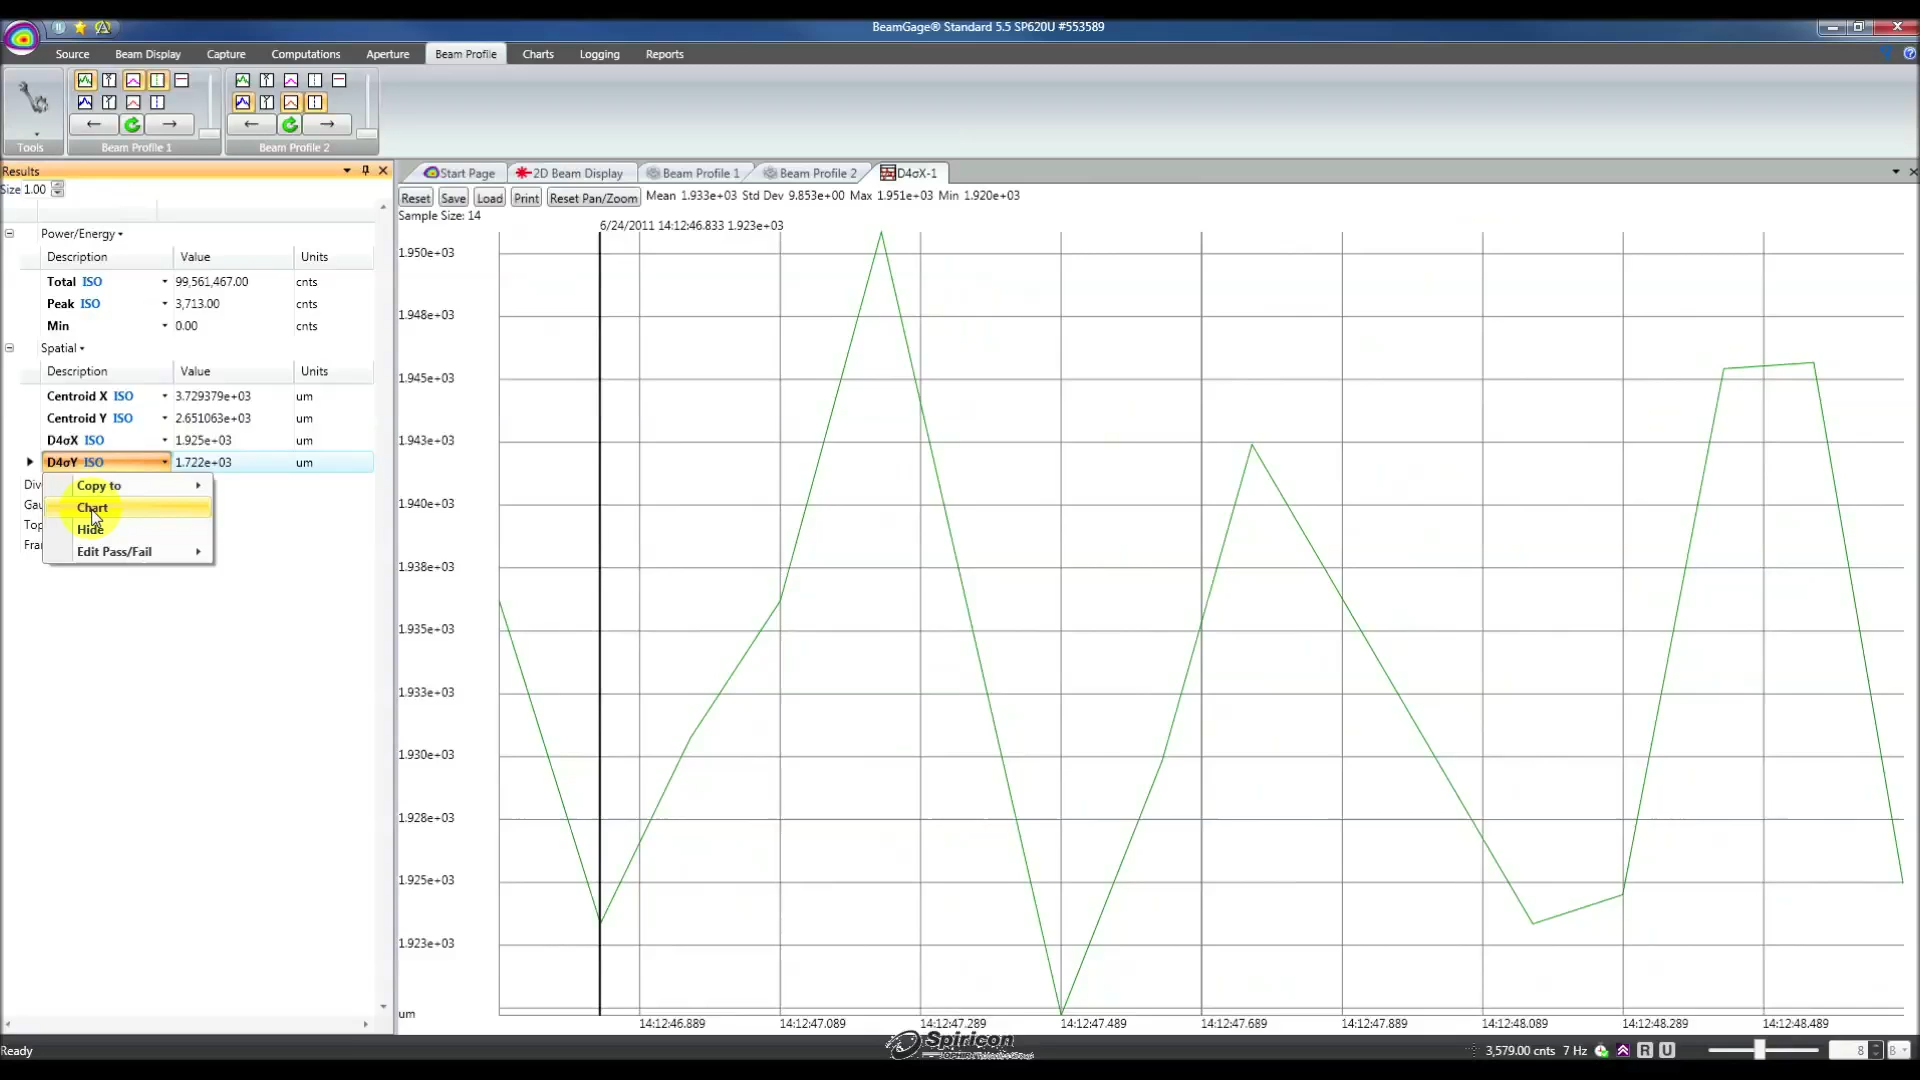 BeamGage® Standard 5.5 SP620U #553589
Source Beam Display Capture Computations Aperture Beam Profile Charts Logging Reports
Tools Beam Profile 1 Beam Profile 2
Results
Size 1.00
Power/Energy
Description Value Units
Total ISO 99,561,467.00 cnts
Peak ISO 3,713.00 cnts
Min 0.00 cnts
Spatial
Description Value Units
Centroid X ISO 3.729379e+03 um
Centroid Y ISO 2.651063e+03 um
D4σX ISO 1.925e+03 um
D4σY ISO 1.722e+03 um
Div
Gau
Top
Fra
Copy to
Chart
Hide
Edit Pass/Fail
Start Page 2D Beam Display Beam Profile 1 Beam Profile 2 D4σX-1
Reset Save Load Print Reset Pan/Zoom Mean 1.933e+03 Std Dev 9.853e+00 Max 1.951e+03 Min 1.920e+03
Sample Size: 14
6/24/2011 14:12:46.833 1.923e+03
1.950e+03
1.948e+03
1.945e+03
1.943e+03
1.940e+03
1.938e+03
1.935e+03
1.933e+03
1.930e+03
1.928e+03
1.925e+03
1.923e+03
um
14:12:46.889 14:12:47.089 14:12:47.289 14:12:47.489 14:12:47.689 14:12:47.889 14:12:48.089 14:12:48.289 14:12:48.489
Spiricon
Ready 3,579.00 cnts 7 Hz R U 8 B